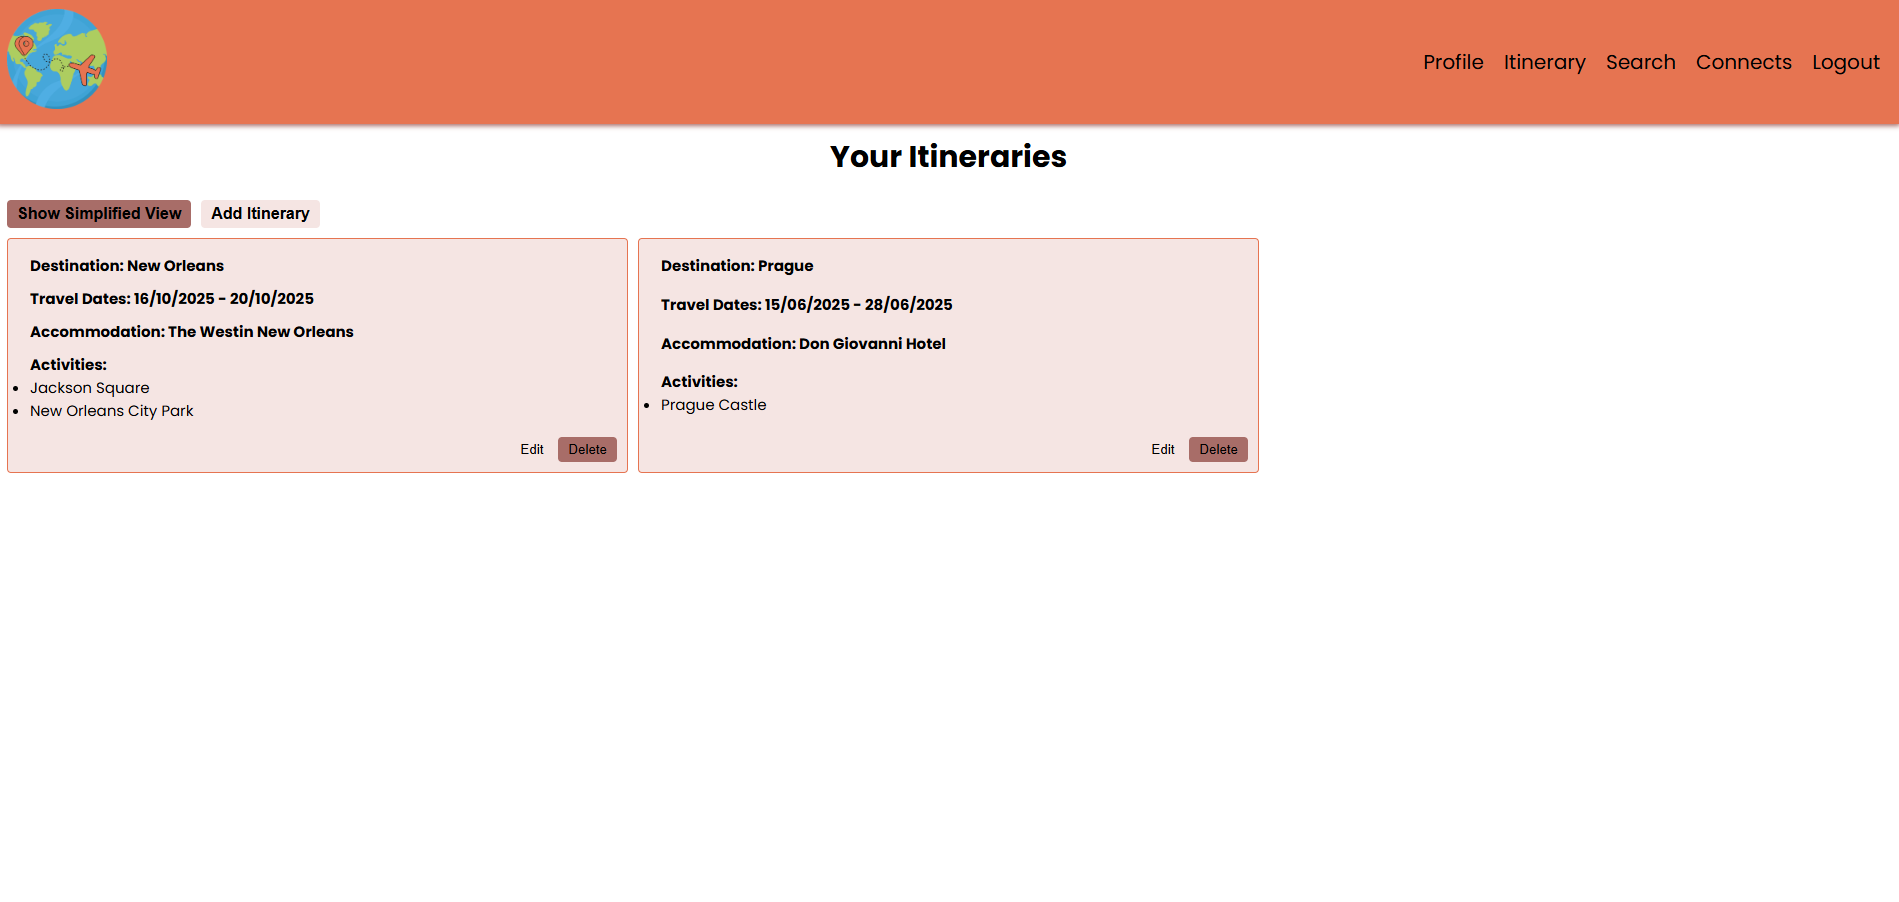 Profile Itinerary Search Connects Logout
Your Itineraries
Show Simplified View Add Itinerary
Destination: New Orleans
Travel Dates: 16/10/2025 - 20/10/2025
Accommodation: The Westin New Orleans
Activities:
Jackson Square
New Orleans City Park
Edit Delete
Destination: Prague
Travel Dates: 15/06/2025 - 28/06/2025
Accommodation: Don Giovanni Hotel
Activities:
Prague Castle
Edit Delete